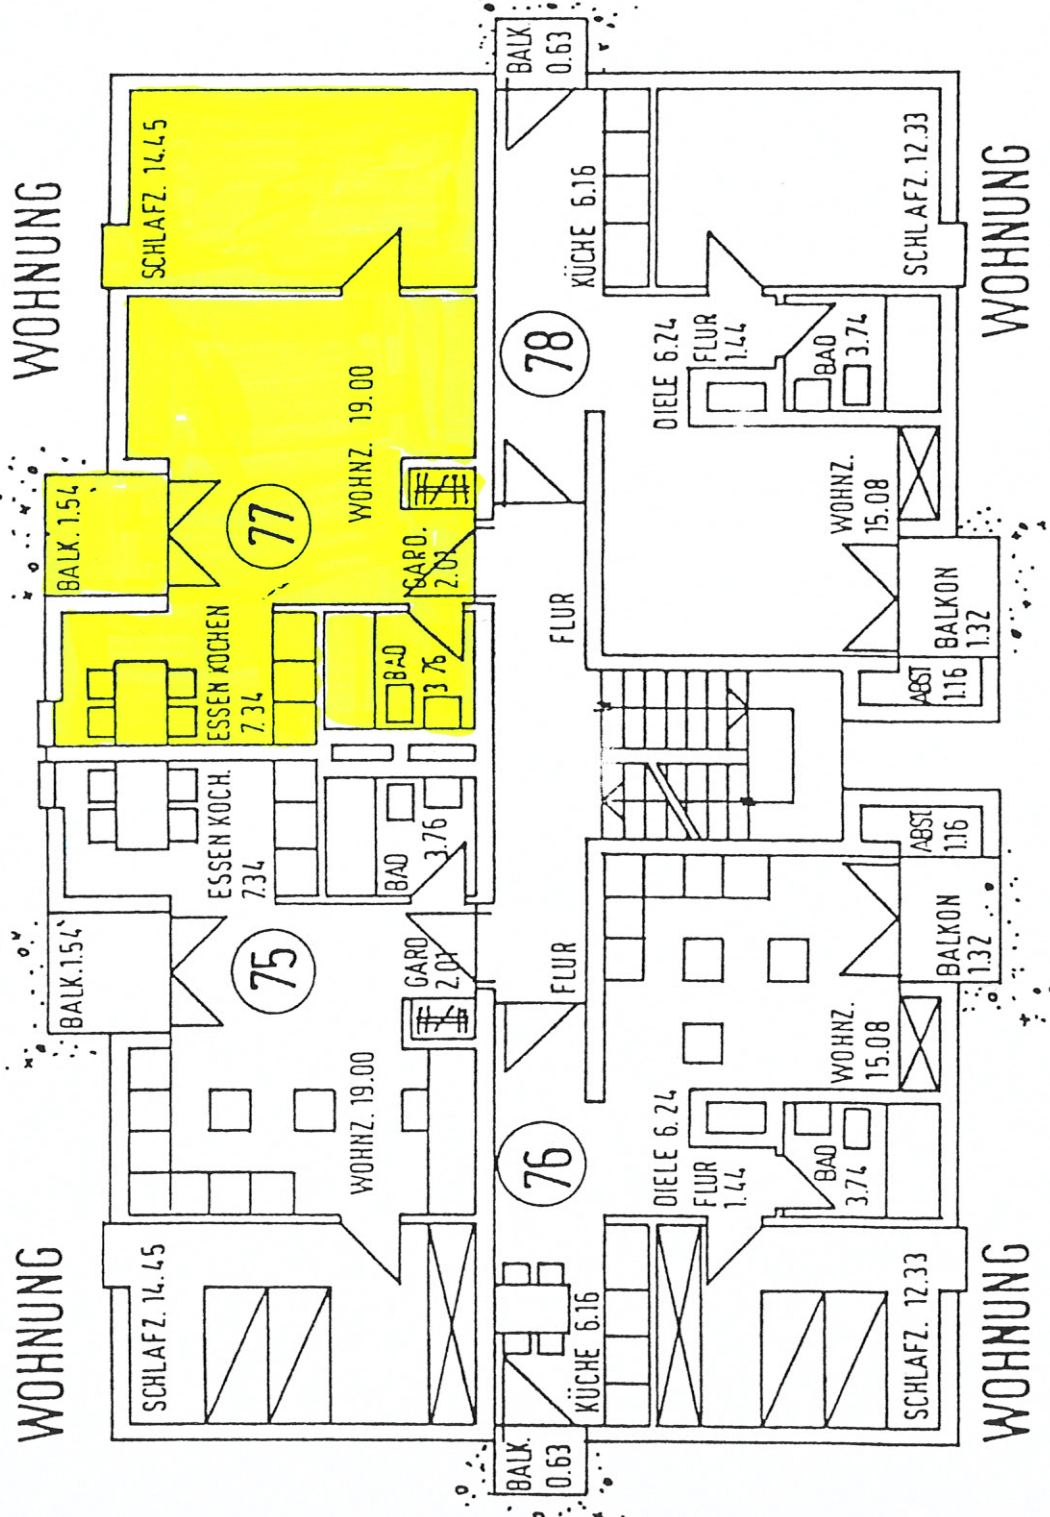 WOHNUNG
WOHNUNG
SCHLAFZ. 14.45
BALK. 1.54
ESSEN KOCH.
7.34
ESSEN KOCHEN
7.34
BALK. 1.54
SCHLAFZ. 14.45
75
77
WOHNZ. 19.00
GARD
2.01
BAD
3.76
BAD
3.76
GARD.
2.01
WOHNZ. 19.00
BALK.
0.63
76
FLUR
FLUR
78
BALK
0.63
KÜCHE 6.16
KÜCHE 6.16
DIELE 6.24
FLUR
1.44
DIELE 6.24
FLUR
1.44
BAD
3.74
BAD
3.74
SCHLAFZ. 12.33
WOHNZ.
15.08
ABST
1.16
ABST
1.16
WOHNZ.
15.08
SCHLAFZ. 12.33
BALKON
1.32
BALKON
1.32
WOHNUNG
WOHNUNG